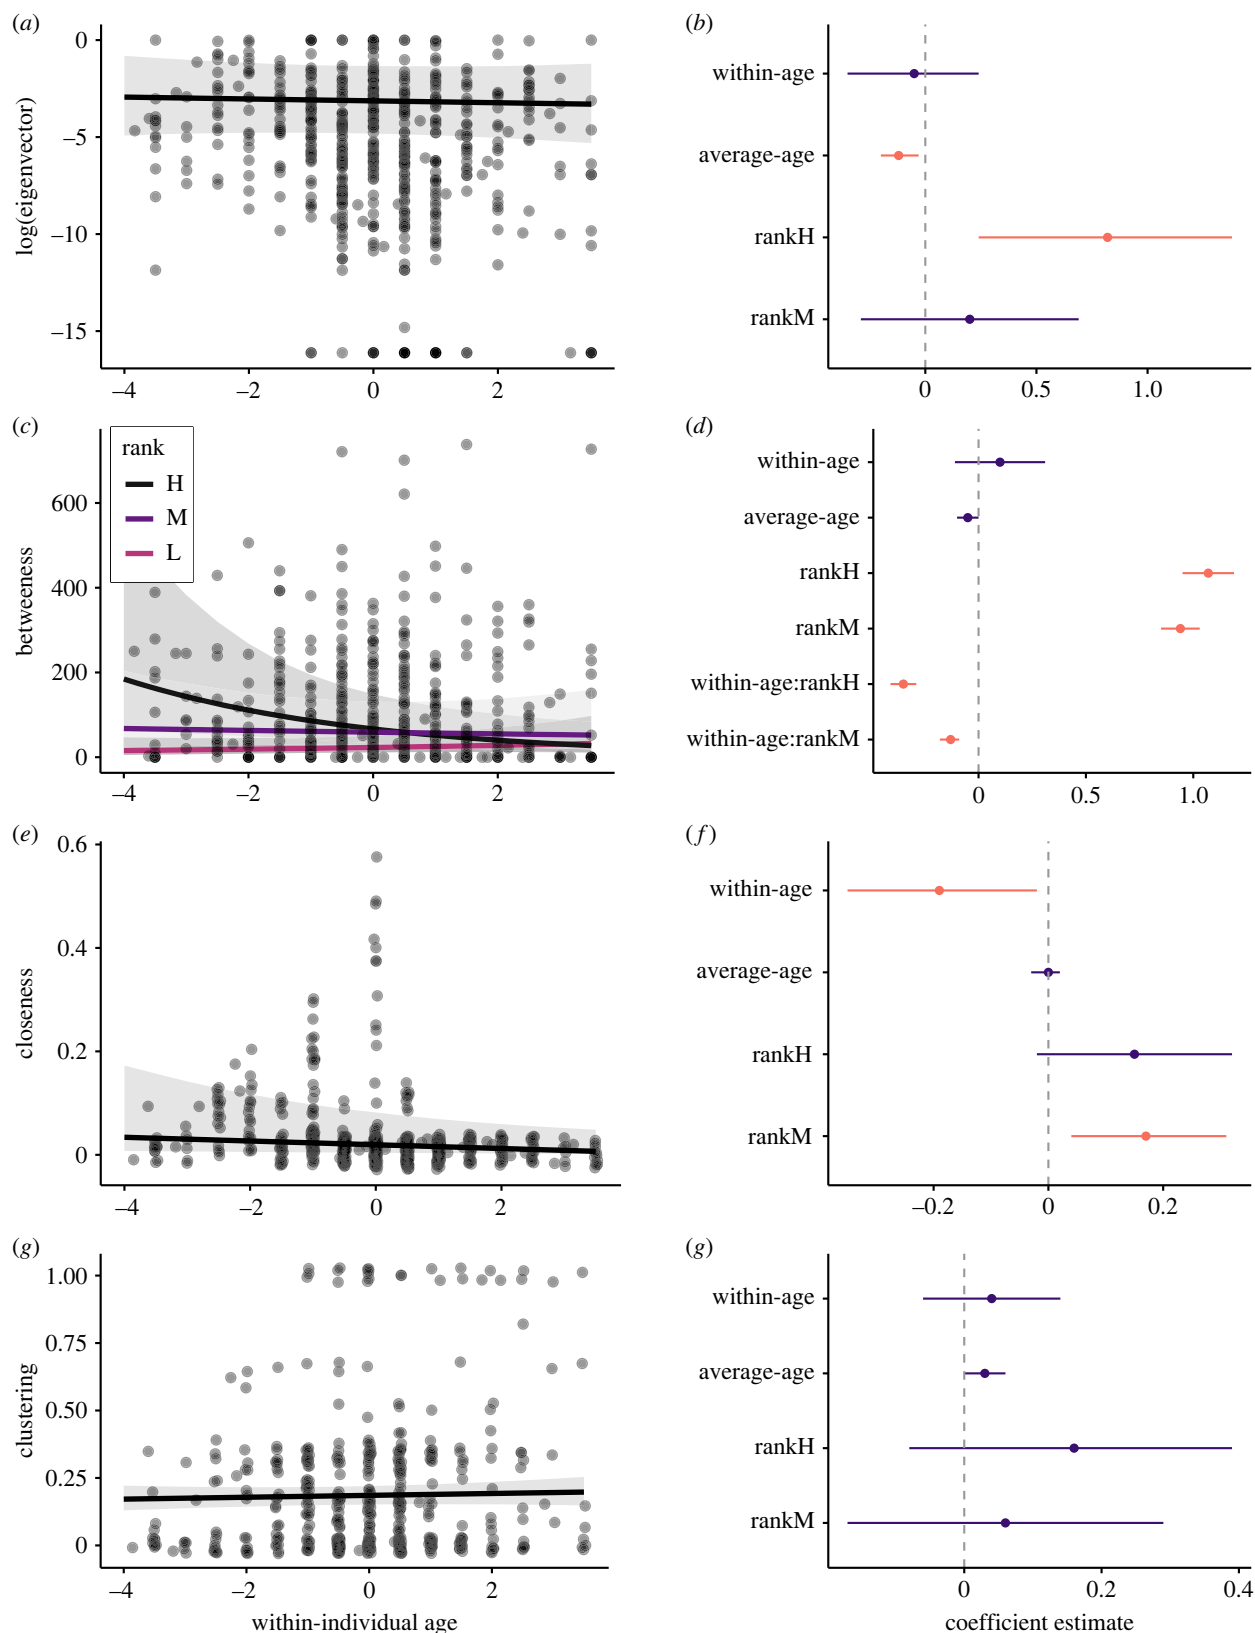 (a)
0
−5
−10
−15
log(eigenvector)
−4 −2 0 2
(b)
within-age
average-age
rankH
rankM
0 0.5 1.0
(c)
rank
H
M
L
600
400
200
0
betweeness
−4 −2 0 2
(d)
within-age
average-age
rankH
rankM
within-age:rankH
within-age:rankM
0 0.5 1.0
(e)
0.6
0.4
0.2
0
closeness
−4 −2 0 2
(f)
within-age
average-age
rankH
rankM
−0.2 0 0.2
(g)
1.00
0.75
0.50
0.25
0
clustering
−4 −2 0 2
within-individual age
(g)
within-age
average-age
rankH
rankM
0 0.2 0.4
coefficient estimate